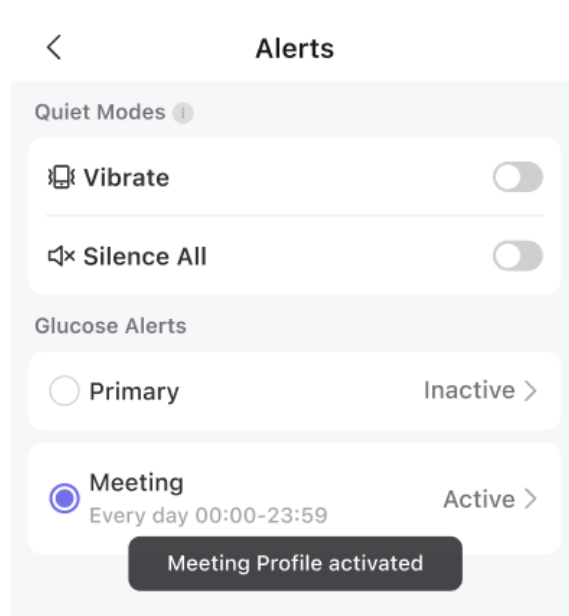 Alerts
Quiet Modes
Vibrate
Silence All
Glucose Alerts
Primary Inactive
Meeting
Every day 00:00-23:59 Active
Meeting Profile activated